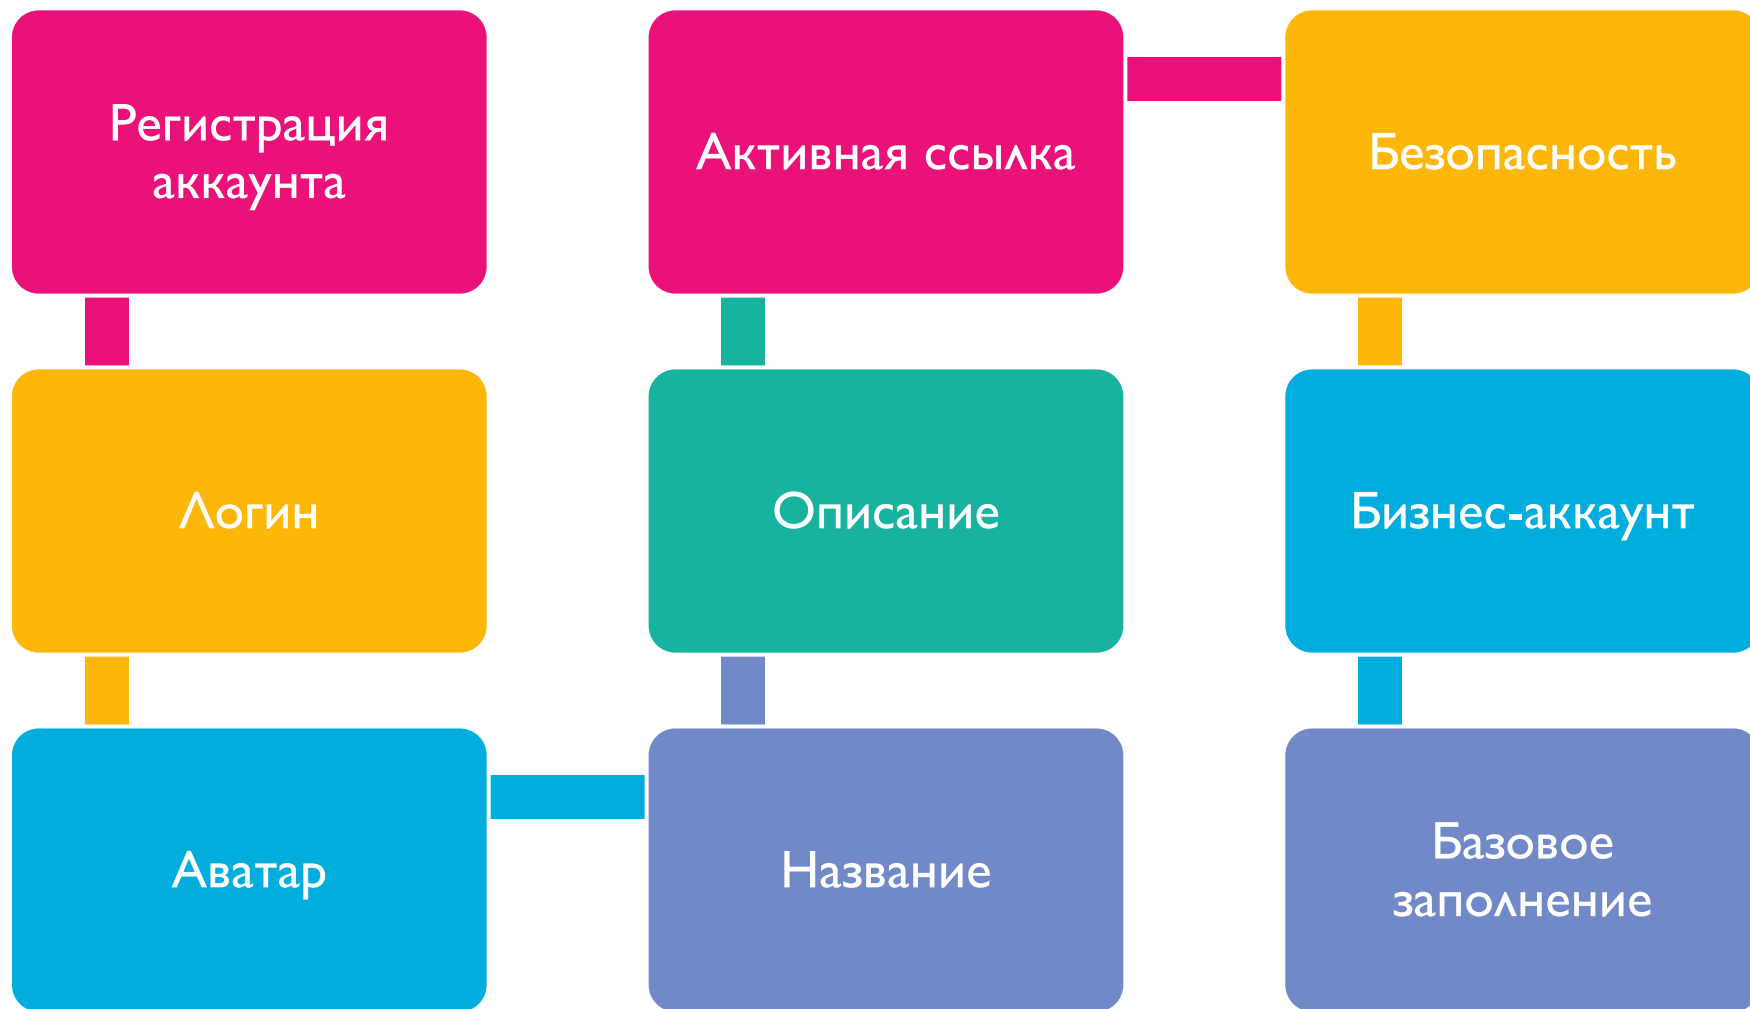 Регистрация
аккаунта
Логин
Аватар
Название
Описание
Активная ссылка
Безопасность
Бизнес-аккаунт
Базовое
заполнение